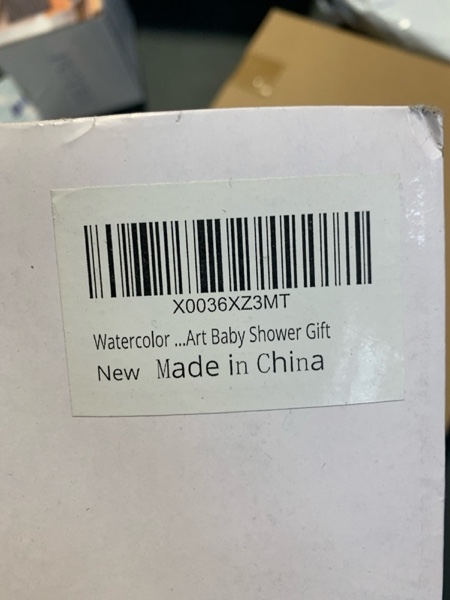 X0036XZ3MT
Watercolor ...Art Baby Shower Gift
New Made in China